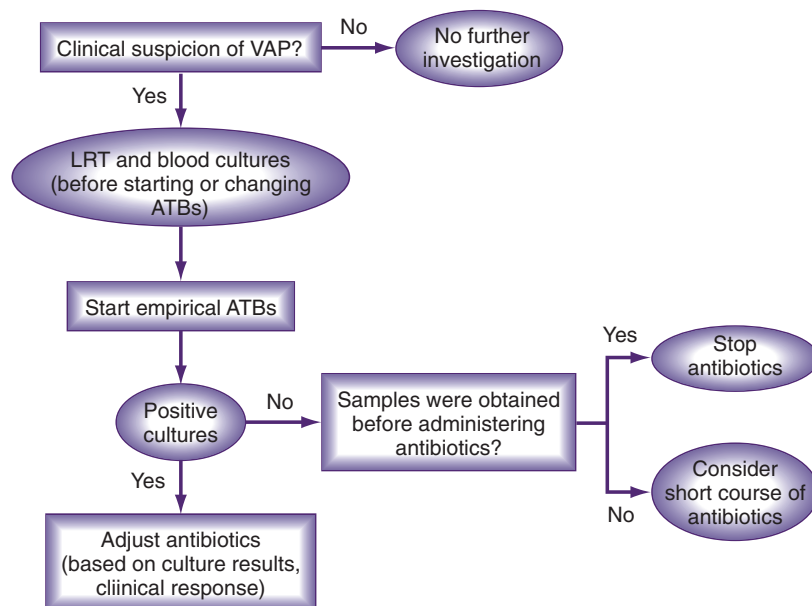 Clinical suspicion of VAP?
No
No further
investigation
Yes
LRT and blood cultures
(before starting or changing
ATBs)
Start empirical ATBs
Positive
cultures
No
Samples were obtained
before administering
antibiotics?
Yes
Stop
antibiotics
No
Consider
short course of
antibiotics
Yes
Adjust antibiotics
(based on culture results,
cliinical response)